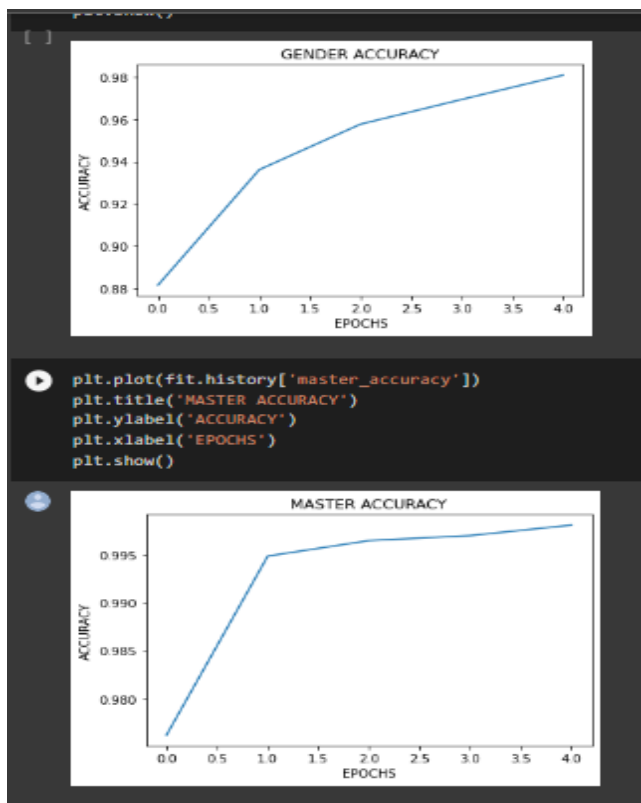 [ ]
GENDER ACCURACY
0.98
0.96
0.94
0.92
0.90
0.88
ACCURACY
0.0 0.5 1.0 1.5 2.0 2.5 3.0 3.5 4.0
EPOCHS
plt.plot(fit.history['master_accuracy'])
plt.title('MASTER ACCURACY')
plt.ylabel('ACCURACY')
plt.xlabel('EPOCHS')
plt.show()
MASTER ACCURACY
0.995
0.990
0.985
0.980
ACCURACY
0.0 0.5 1.0 1.5 2.0 2.5 3.0 3.5 4.0
EPOCHS